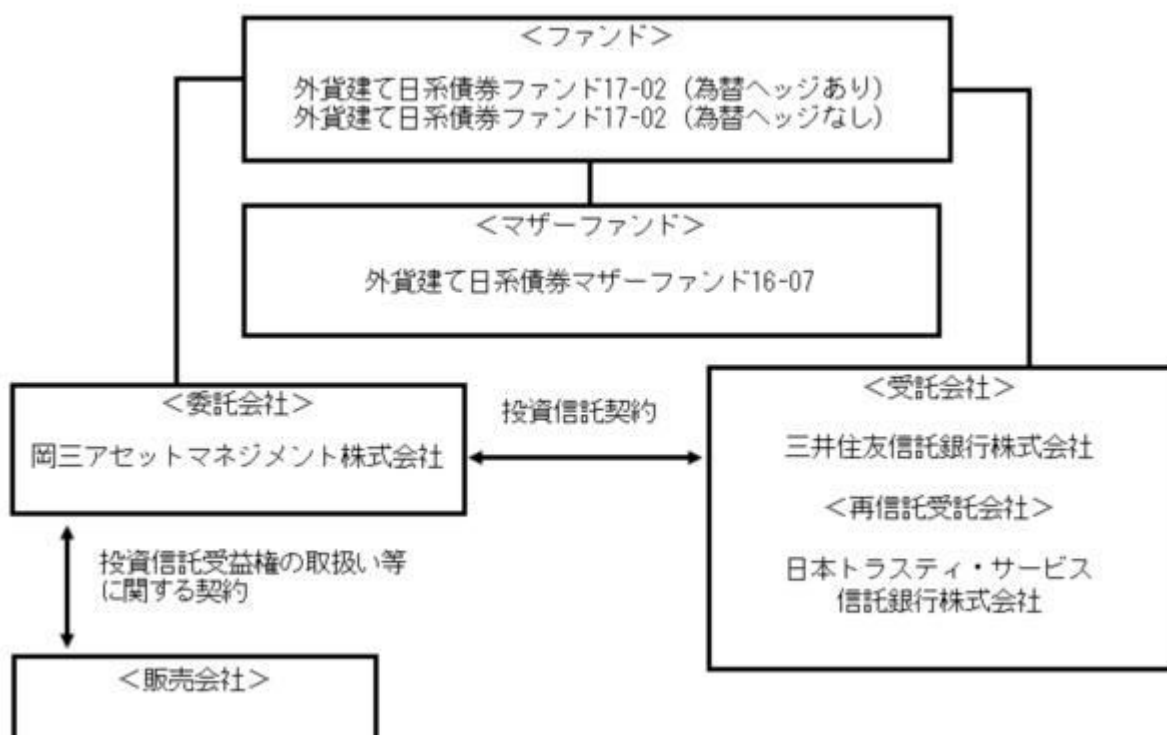 ＜ファンド＞
外貨建て日系債券ファンド17-02（為替ヘッジあり）
外貨建て日系債券ファンド17-02（為替ヘッジなし）
＜マザーファンド＞
外貨建て日系債券マザーファンド16-07
＜委託会社＞
岡三アセットマネジメント株式会社
投資信託契約
＜受託会社＞
三井住友信託銀行株式会社
＜再信託受託会社＞
日本トラスティ・サービス
信託銀行株式会社
投資信託受益権の取扱い等
に関する契約
＜販売会社＞